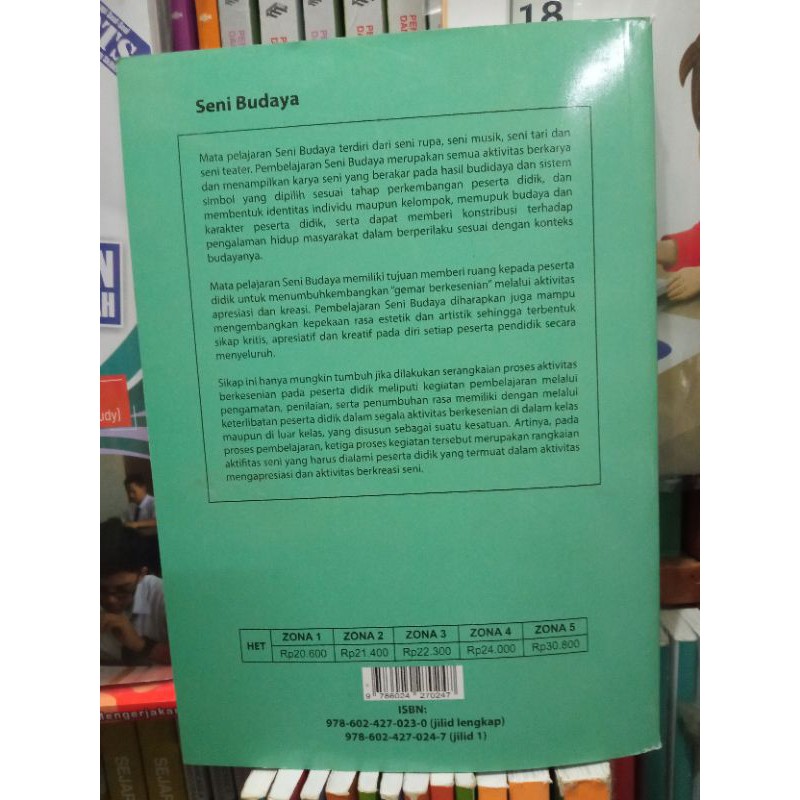 18
Seni Budaya
Mata pelajaran Seni Budaya terdiri dari seni rupa, seni musik, seni tari dan
seni teater. Pembelajaran Seni Budaya merupakan semua aktivitas berkarya
dan menampilkan karya seni yang berakar pada hasil budidaya dan sistem
simbol yang dipilih sesuai tahap perkembangan peserta didik, dan
membentuk identitas individu maupun kelompok, memupuk budaya dan
karakter peserta didik, serta dapat memberi konstribusi terhadap
pengalaman hidup masyarakat dalam berperilaku sesuai dengan konteks
budayanya.
Mata pelajaran Seni Budaya memiliki tujuan memberi ruang kepada peserta
didik untuk menumbuhkembangkan "gemar berkesenian" melalui aktivitas
apresiasi dan kreasi. Pembelajaran Seni Budaya diharapkan juga mampu
mengembangkan kepekaan rasa estetik dan artistik sehingga terbentuk
sikap kritis, apresiatif dan kreatif pada diri setiap peserta pendidik secara
menyeluruh.
Sikap ini hanya mungkin tumbuh jika dilakukan serangkaian proses aktivitas
berkesenian pada peserta didik meliputi kegiatan pembelajaran melalui
pengamatan, penilaian, serta penumbuhan rasa memiliki dengan melalui
keterlibatan peserta didik dalam segala aktivitas berkesenian di dalam kelas
maupun di luar kelas, yang disusun sebagai suatu kesatuan. Artinya, pada
proses pembelajaran, ketiga proses kegiatan tersebut merupakan rangkaian
aktifitas seni yang harus dialami peserta didik yang termuat dalam aktivitas
mengapresiasi dan aktivitas berkreasi seni.
HET ZONA 1 ZONA 2 ZONA 3 ZONA 4 ZONA 5
Rp20.600 Rp21.400 Rp22.300 Rp24.000 Rp30.800
9 786024 270247
ISBN:
978-602-427-023-0 (jilid lengkap)
978-602-427-024-7 (jilid 1)